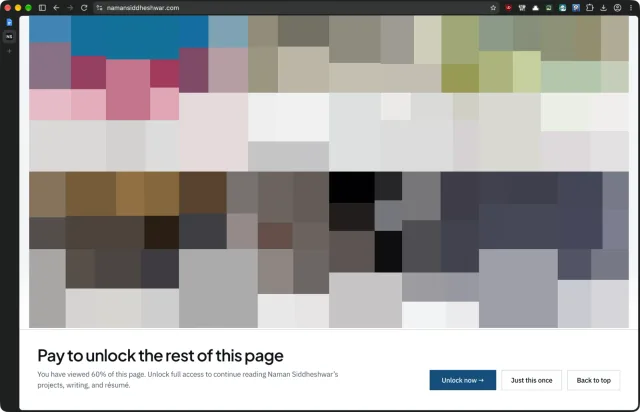 namansiddheshwar.com
NS
Pay to unlock the rest of this page
You have viewed 60% of this page. Unlock full access to continue reading Naman Siddheshwar's
projects, writing, and résumé.
Unlock now →
Just this once
Back to top